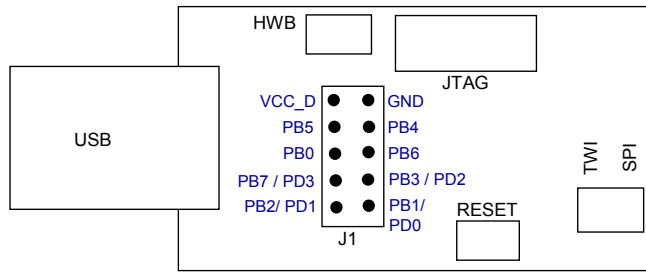 HWB
JTAG
USB
VCC_D GND
PB5 PB4
PB0 PB6
PB7 / PD3 PB3 / PD2
PB2/ PD1 PB1/
PD0
J1
RESET
TWI
SPI